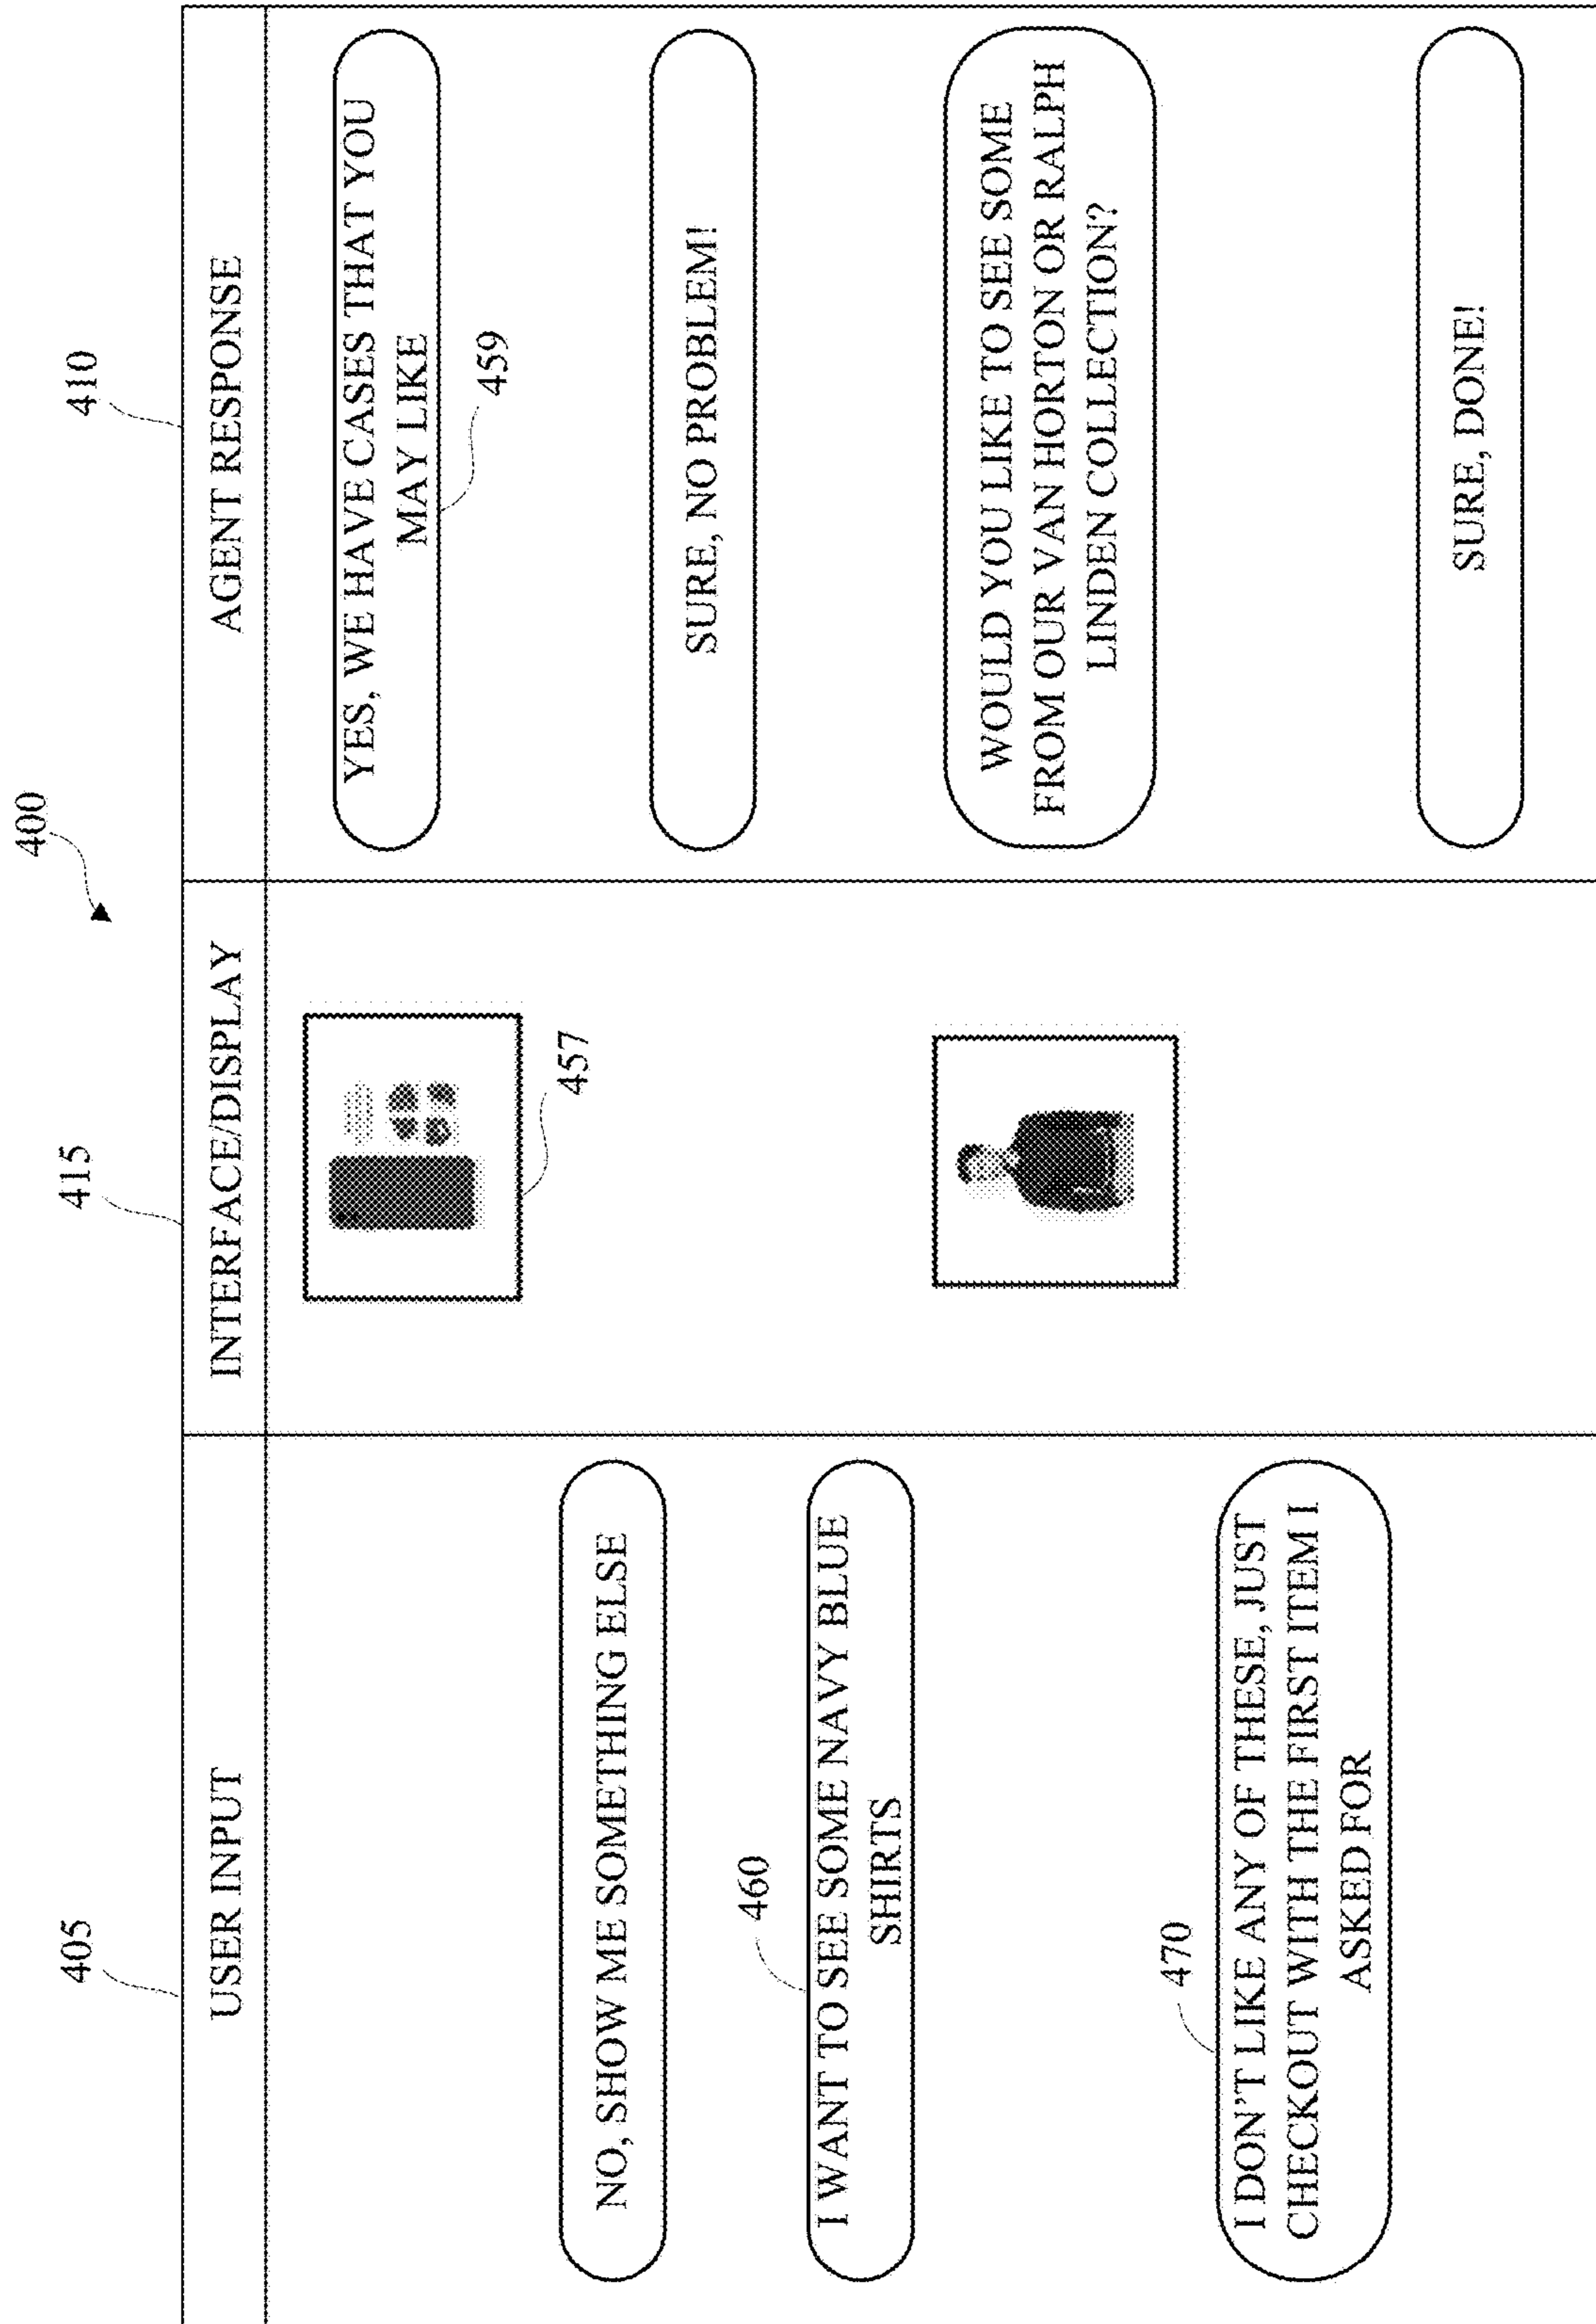 400
405
415
410
USER INPUT
INTERFACE/DISPLAY
AGENT RESPONSE
YES, WE HAVE CASES THAT YOU
MAY LIKE
459
457
NO, SHOW ME SOMETHING ELSE
SURE, NO PROBLEM!
460
I WANT TO SEE SOME NAVY BLUE
SHIRTS
WOULD YOU LIKE TO SEE SOME
FROM OUR VAN HORTON OR RALPH
LINDEN COLLECTION?
470
I DON'T LIKE ANY OF THESE, JUST
CHECKOUT WITH THE FIRST ITEM I
ASKED FOR
SURE, DONE!